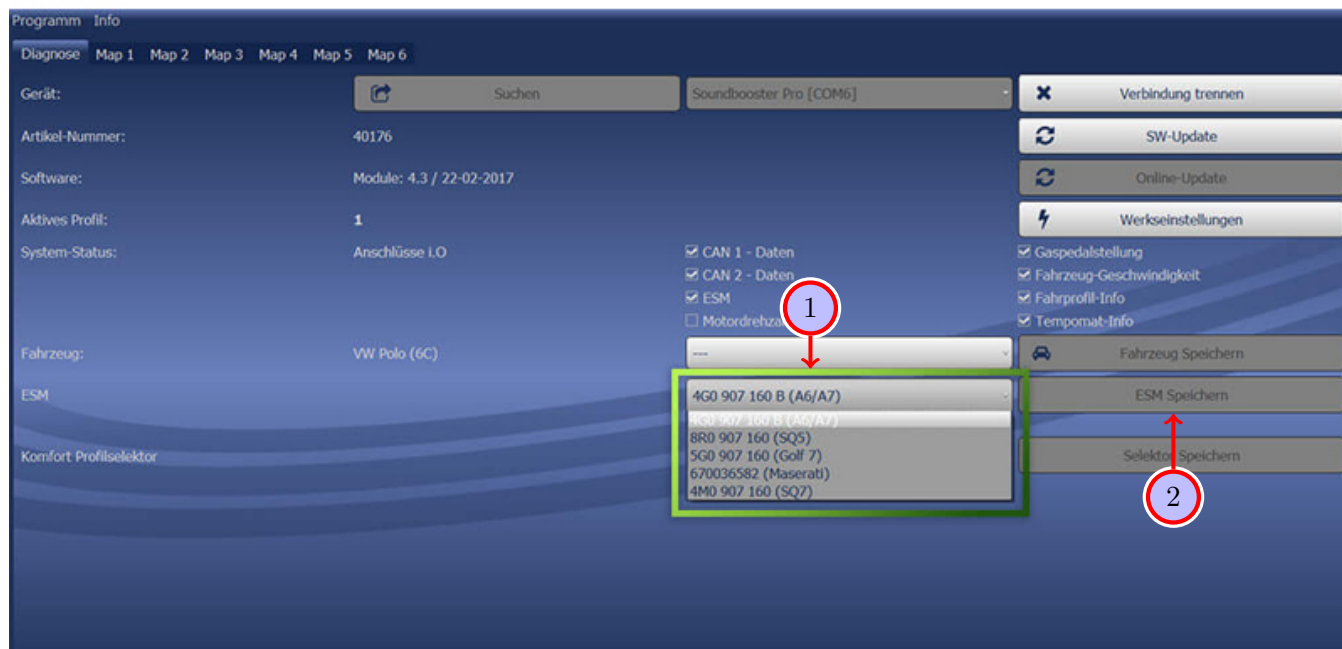 Programm Info
Diagnose Map 1 Map 2 Map 3 Map 4 Map 5 Map 6
Gerät: Suchen Soundbooster Pro [COM6] Verbindung trennen
Artikel-Nummer: 40176 SW-Update
Software: Module: 4.3 / 22-02-2017 Online-Update
Aktives Profil: 1 Werkseinstellungen
System-Status: Anschlüsse i.O CAN 1 - Daten Gaspedalstellung
CAN 2 - Daten Fahrzeug-Geschwindigkeit
ESM Fahrprofil-Info
1
Tempomat-Info
Fahrzeug: VW Polo (6C) --- Fahrzeug Speichern
ESM 4G0 907 160 B (A6/A7) ESM Speichern
4G0 907 160 B (A6/A7)
8R0 907 160 (SQ5)
5G0 907 160 (Golf 7)
Komfort Profilselektor Selektor Speichern
670036582 (Maserati)
4M0 907 160 (SQ7)
2